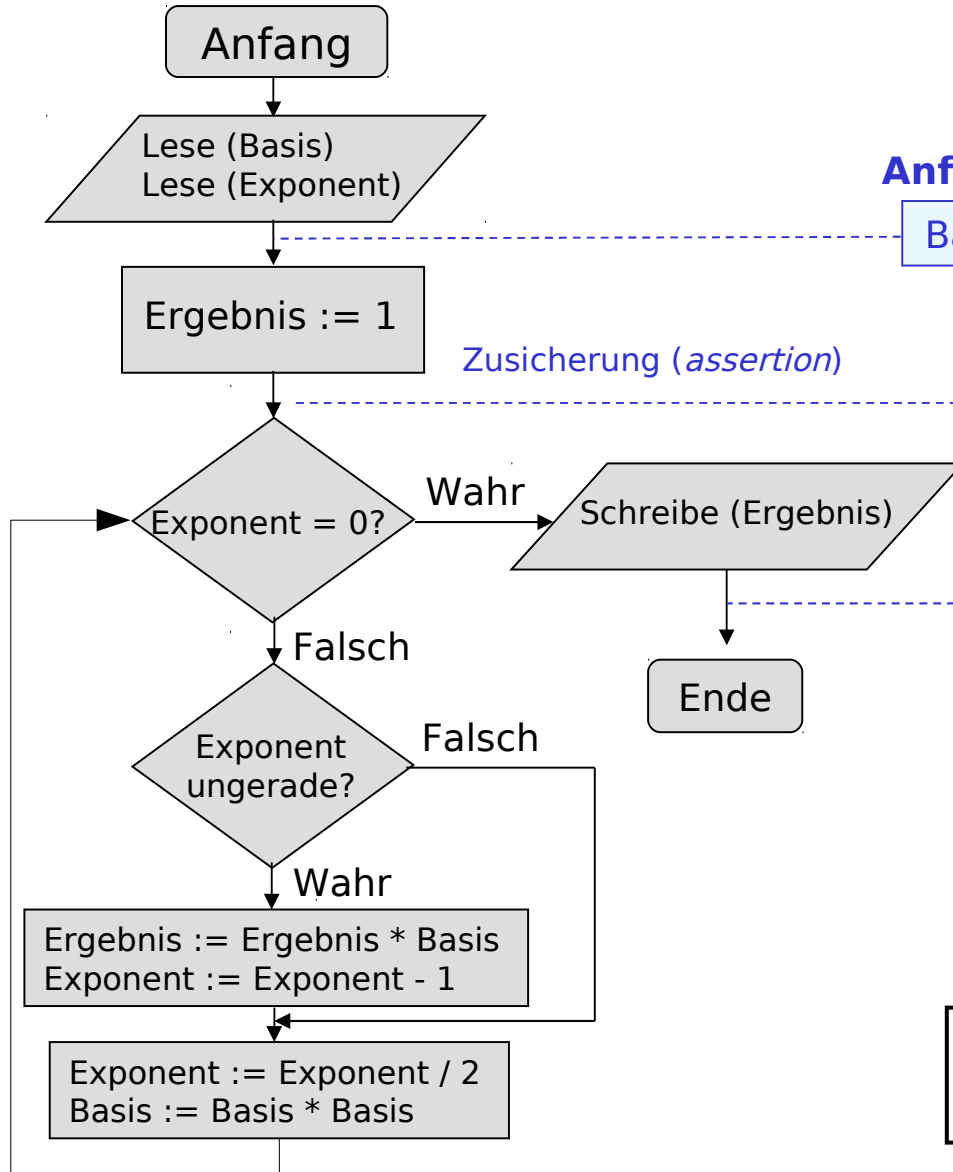 Anfang
Lese (Basis)
Lese (Exponent)
Ergebnis := 1
Zusicherung (assertion)
Exponent = 0?
Wahr
Schreibe (Ergebnis)
Falsch
Ende
Exponent
ungerade?
Falsch
Wahr
Ergebnis := Ergebnis * Basis
Exponent := Exponent - 1
Exponent := Exponent / 2
Basis := Basis * Basis